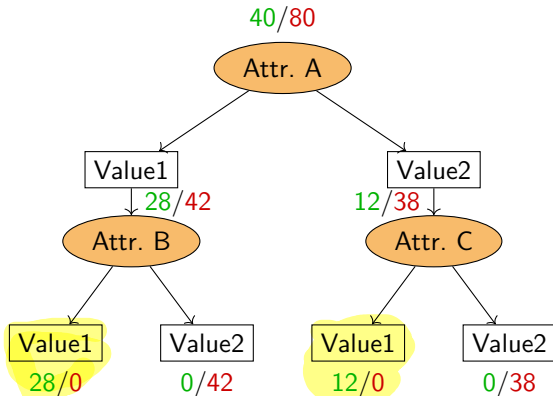 40/80
Attr. A
Value1 Value2
28/42 12/38
Attr. B Attr. C
Value1 Value2 Value1 Value2
28/0 0/42 12/0 0/38